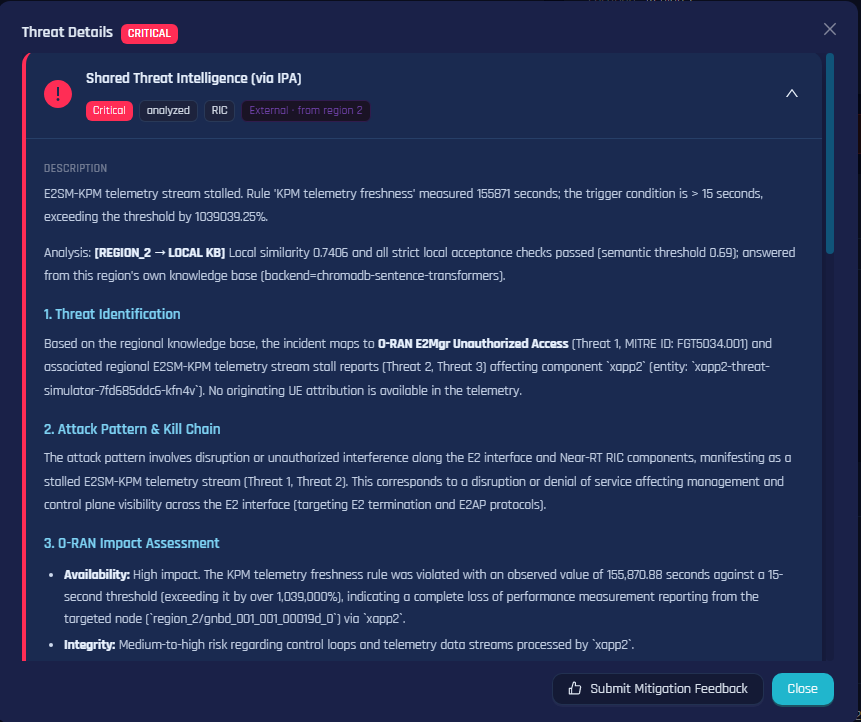 Threat Details CRITICAL
Shared Threat Intelligence (via IPA)
Critical analyzed RIC External - from region 2
DESCRIPTION
E2SM-KPM telemetry stream stalled. Rule 'KPM telemetry freshness' measured 155871 seconds; the trigger condition is > 15 seconds,
exceeding the threshold by 1039039.25%.
Analysis: [REGION_2 → LOCAL KB] Local similarity 0.7406 and all strict local acceptance checks passed (semantic threshold 0.69); answered
from this region's own knowledge base (backend=chromadb-sentence-transformers).
1. Threat Identification
Based on the regional knowledge base, the incident maps to O-RAN E2Mgr Unauthorized Access (Threat 1, MITRE ID: FGT5034.001) and
associated regional E2SM-KPM telemetry stream stall reports (Threat 2, Threat 3) affecting component `xapp2` (entity: `xapp2-threat-
simulator-7fd685ddc6-kfn4v`). No originating UE attribution is available in the telemetry.
2. Attack Pattern & Kill Chain
The attack pattern involves disruption or unauthorized interference along the E2 interface and Near-RT RIC components, manifesting as a
stalled E2SM-KPM telemetry stream (Threat 1, Threat 2). This corresponds to a disruption or denial of service affecting management and
control plane visibility across the E2 interface (targeting E2 termination and E2AP protocols).
3. O-RAN Impact Assessment
• Availability: High impact. The KPM telemetry freshness rule was violated with an observed value of 155,870.88 seconds against a 15-
second threshold (exceeding it by over 1,039,000%), indicating a complete loss of performance measurement reporting from the
targeted node (`region_2/gnbd_001_001_00019d_0`) via `xapp2`.
• Integrity: Medium-to-high risk regarding control loops and telemetry data streams processed by `xapp2`.
Submit Mitigation Feedback Close